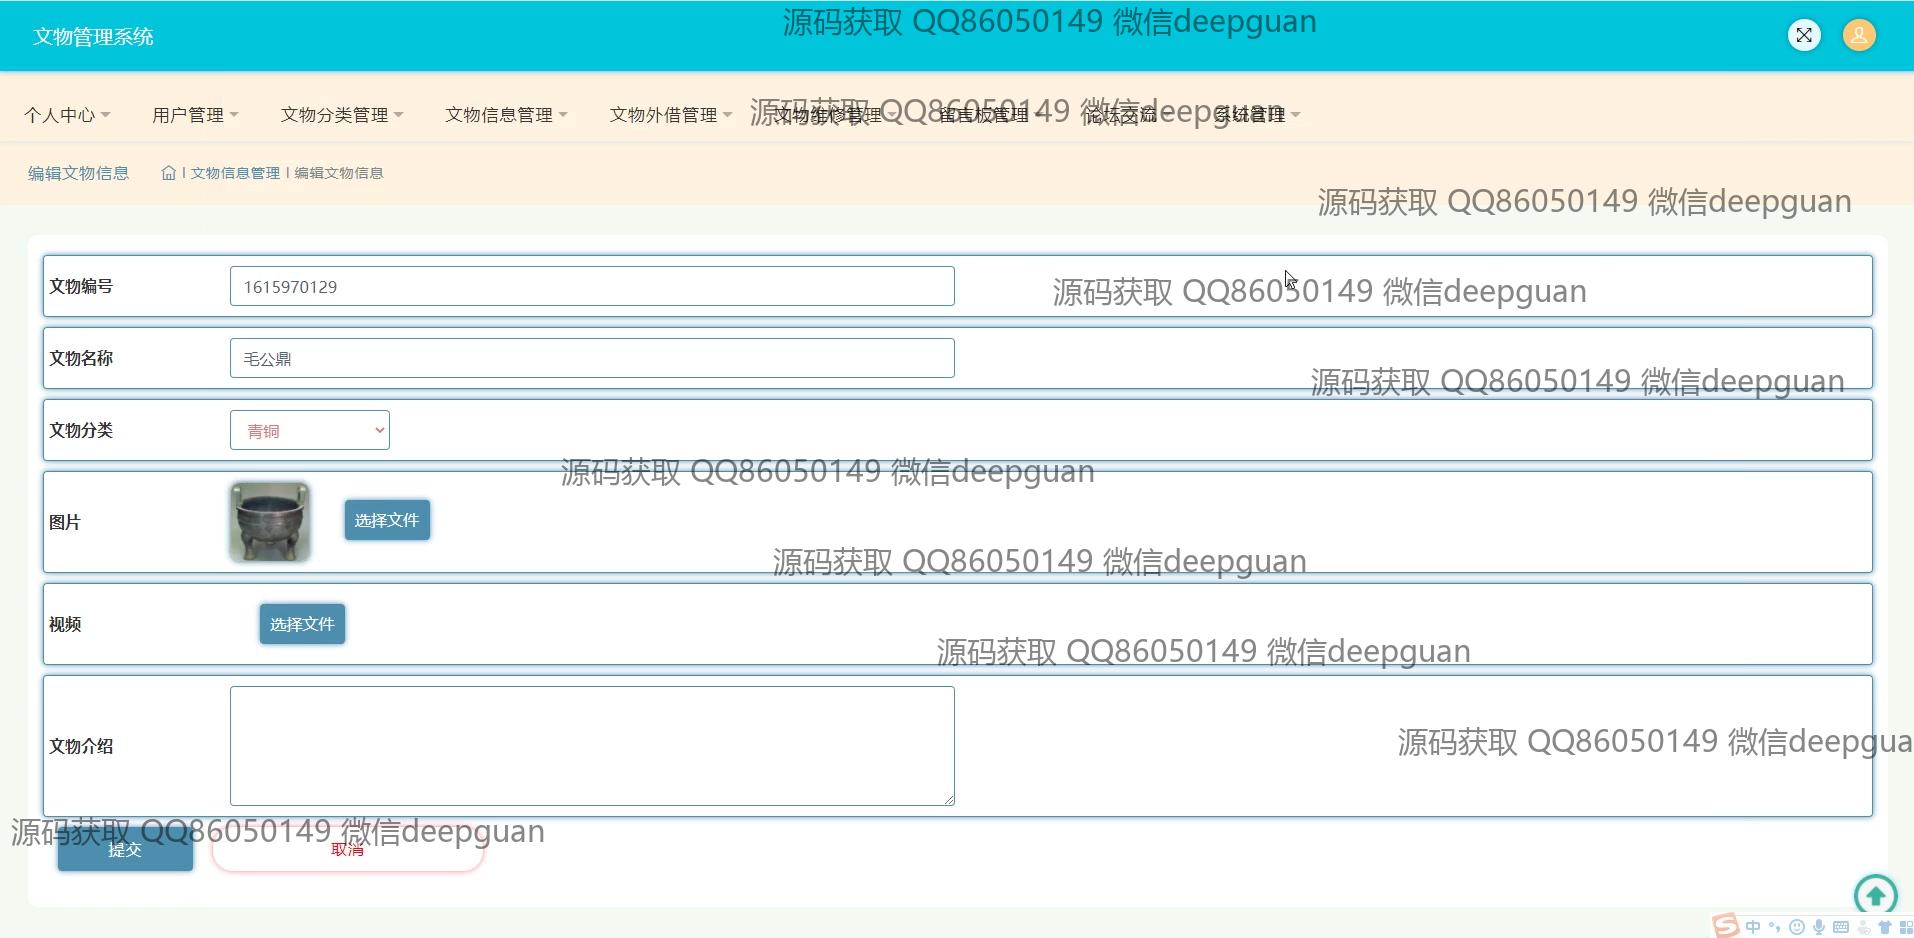 文物管理系统
源码获取 QQ86050149 微信deepguan
个人中心 用户管理 文物分类管理 文物信息管理 文物外借管理 文物维修管理 留言板管理 论坛交流 系统管理
源码获取 QQ86050149 微信deepguan
编辑文物信息 | 文物信息管理 | 编辑文物信息
源码获取 QQ86050149 微信deepguan
文物编号 1615970129
源码获取 QQ86050149 微信deepguan
文物名称 毛公鼎
源码获取 QQ86050149 微信deepguan
文物分类 青铜
源码获取 QQ86050149 微信deepguan
图片 选择文件
源码获取 QQ86050149 微信deepguan
视频 选择文件
源码获取 QQ86050149 微信deepguan
文物介绍
源码获取 QQ86050149 微信deepgua
源码获取 QQ86050149 微信deepguan
提交 取消
中